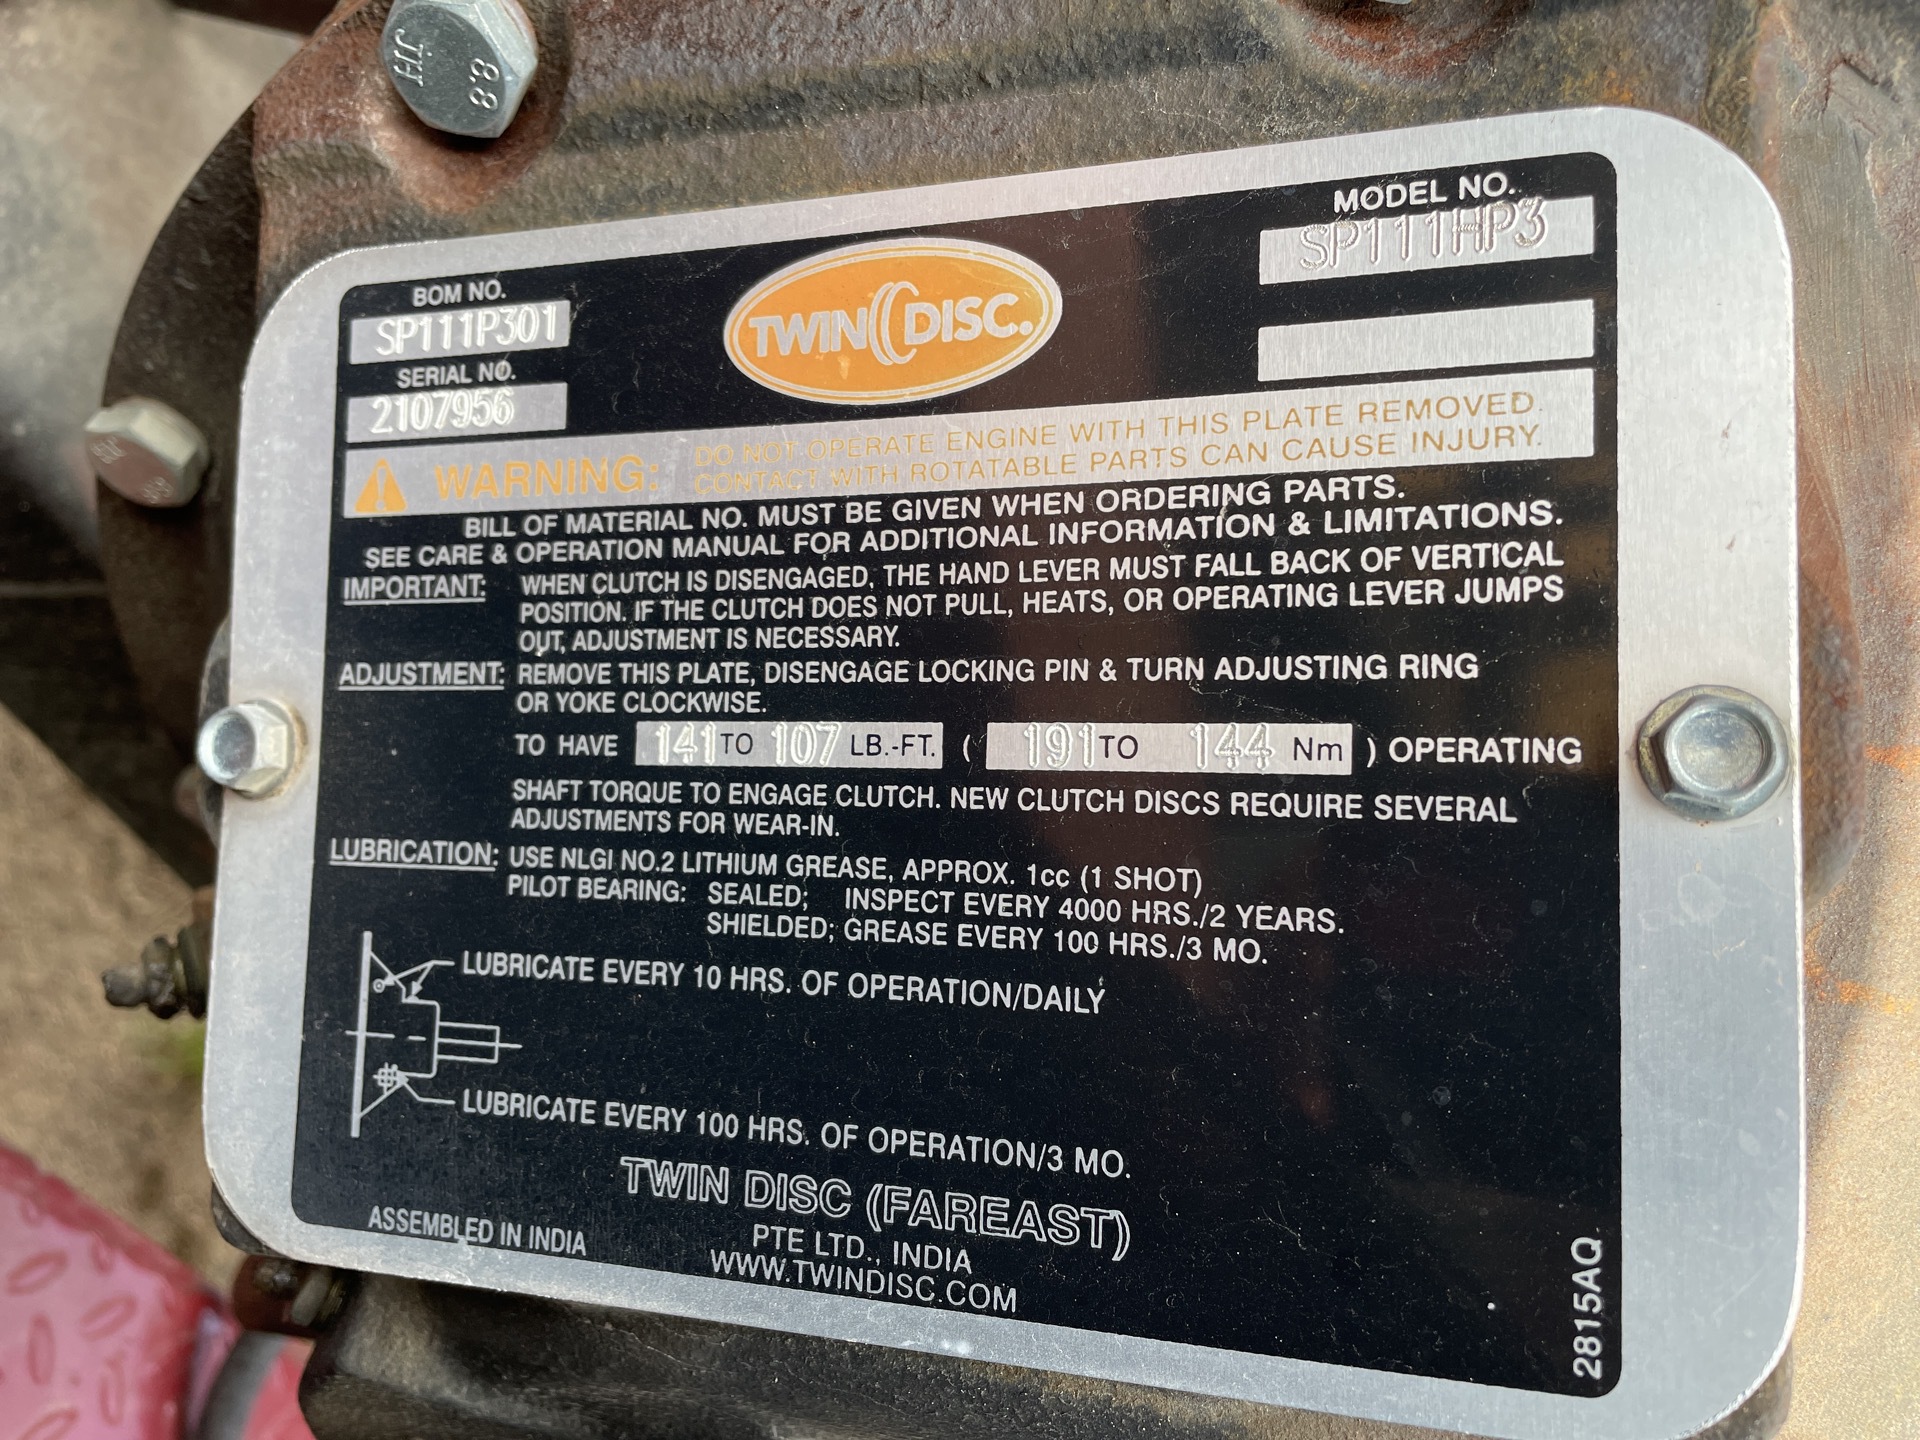 JH
8.8
MODEL NO.
SP111HP3
BOM NO.
SP111P301
TWIN DISC.
SERIAL NO.
2107956
WARNING: DO NOT OPERATE ENGINE WITH THIS PLATE REMOVED.
CONTACT WITH ROTATABLE PARTS CAN CAUSE INJURY.
BILL OF MATERIAL NO. MUST BE GIVEN WHEN ORDERING PARTS.
SEE CARE & OPERATION MANUAL FOR ADDITIONAL INFORMATION & LIMITATIONS.
IMPORTANT: WHEN CLUTCH IS DISENGAGED, THE HAND LEVER MUST FALL BACK OF VERTICAL
POSITION. IF THE CLUTCH DOES NOT PULL, HEATS, OR OPERATING LEVER JUMPS
OUT, ADJUSTMENT IS NECESSARY.
ADJUSTMENT: REMOVE THIS PLATE, DISENGAGE LOCKING PIN & TURN ADJUSTING RING
OR YOKE CLOCKWISE.
TO HAVE 141 TO 107 LB.-FT. ( 191 TO 144 Nm ) OPERATING
SHAFT TORQUE TO ENGAGE CLUTCH. NEW CLUTCH DISCS REQUIRE SEVERAL
ADJUSTMENTS FOR WEAR-IN.
LUBRICATION: USE NLGI NO.2 LITHIUM GREASE, APPROX. 1cc (1 SHOT)
PILOT BEARING: SEALED; INSPECT EVERY 4000 HRS./2 YEARS.
SHIELDED; GREASE EVERY 100 HRS./3 MO.
LUBRICATE EVERY 10 HRS. OF OPERATION/DAILY
LUBRICATE EVERY 100 HRS. OF OPERATION/3 MO.
TWIN DISC (FAREAST)
ASSEMBLED IN INDIA
PTE LTD., INDIA
WWW.TWINDISC.COM
2815AQ